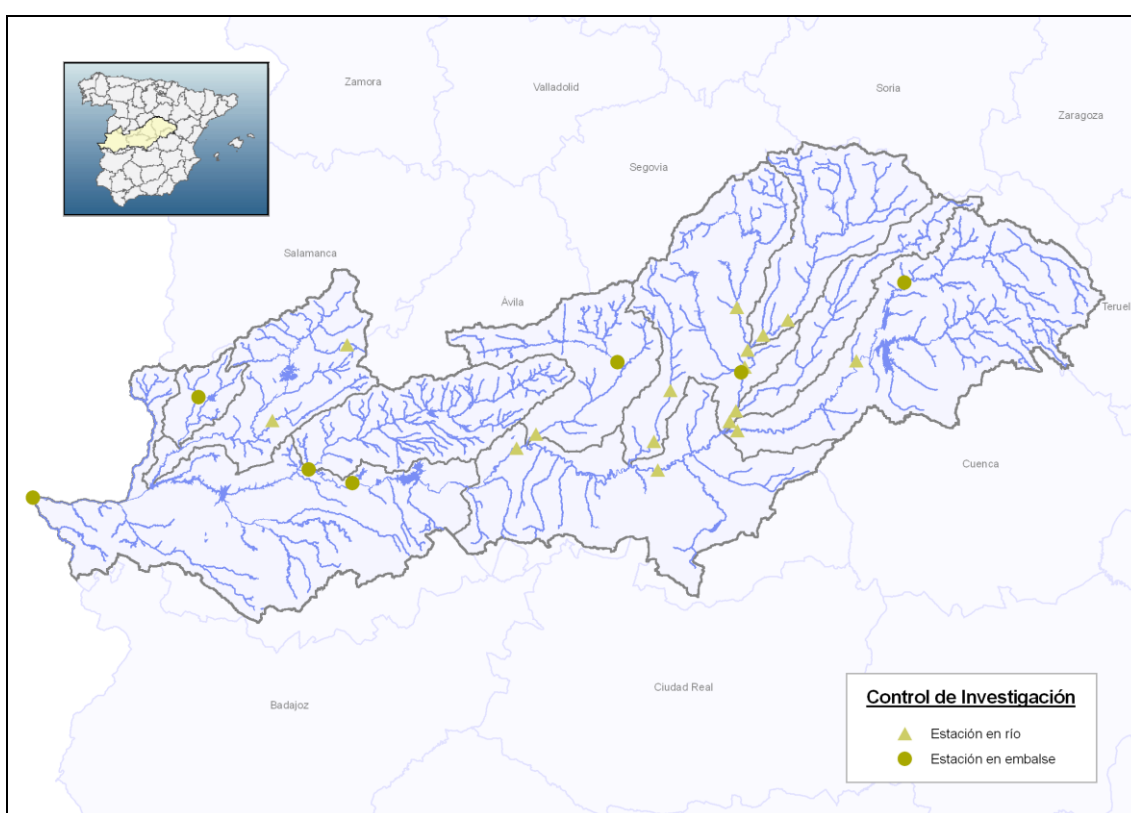 Zamora
Valladolid
Soria
Zaragoza
Segovia
Salamanca
Ávila
Teruel
Cuenca
Ciudad Real
Badajoz
Control de Investigación
Estación en río
Estación en embalse